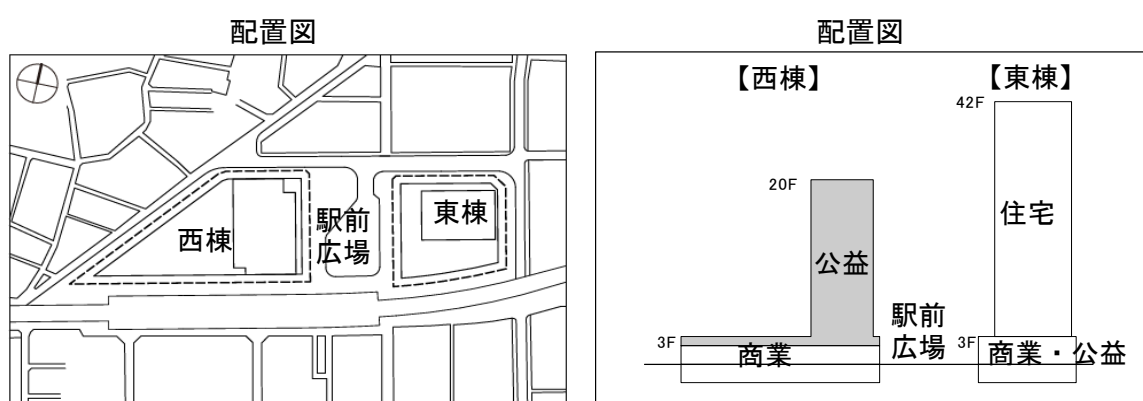 配置図
西棟
駅前
広場
東棟
配置図
【西棟】
【東棟】
42F
20F
住宅
公益
駅前
広場
3F
商業
3F
商業・公益